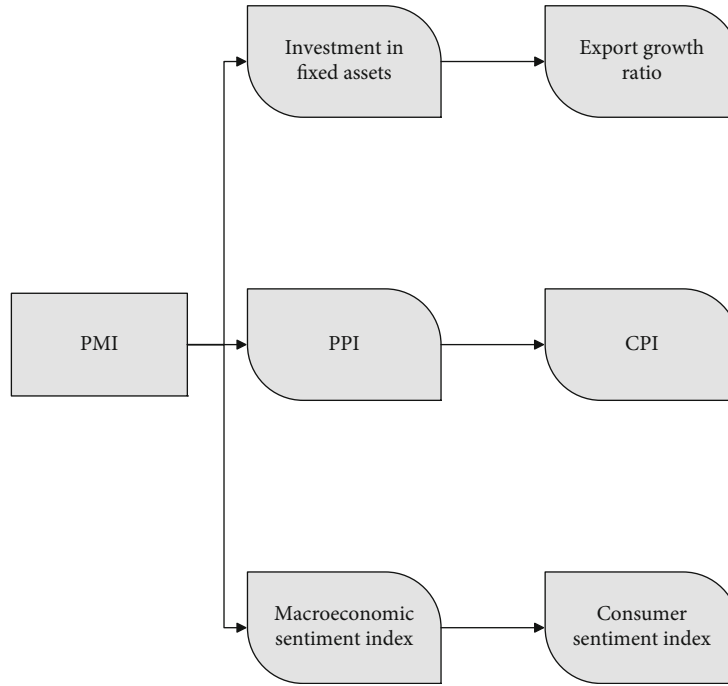 Investment in
fixed assets
Export growth
ratio
PMI
PPI
CPI
Macroeconomic
sentiment index
Consumer
sentiment index